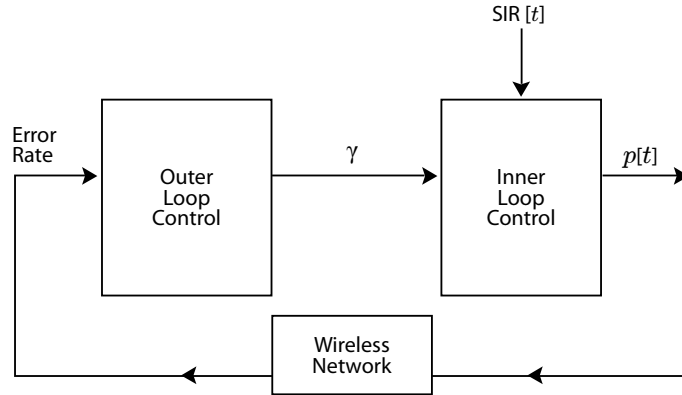 SIR [t]
Error
Rate
Outer
Loop
Control
γ
Inner
Loop
Control
p[t]
Wireless
Network